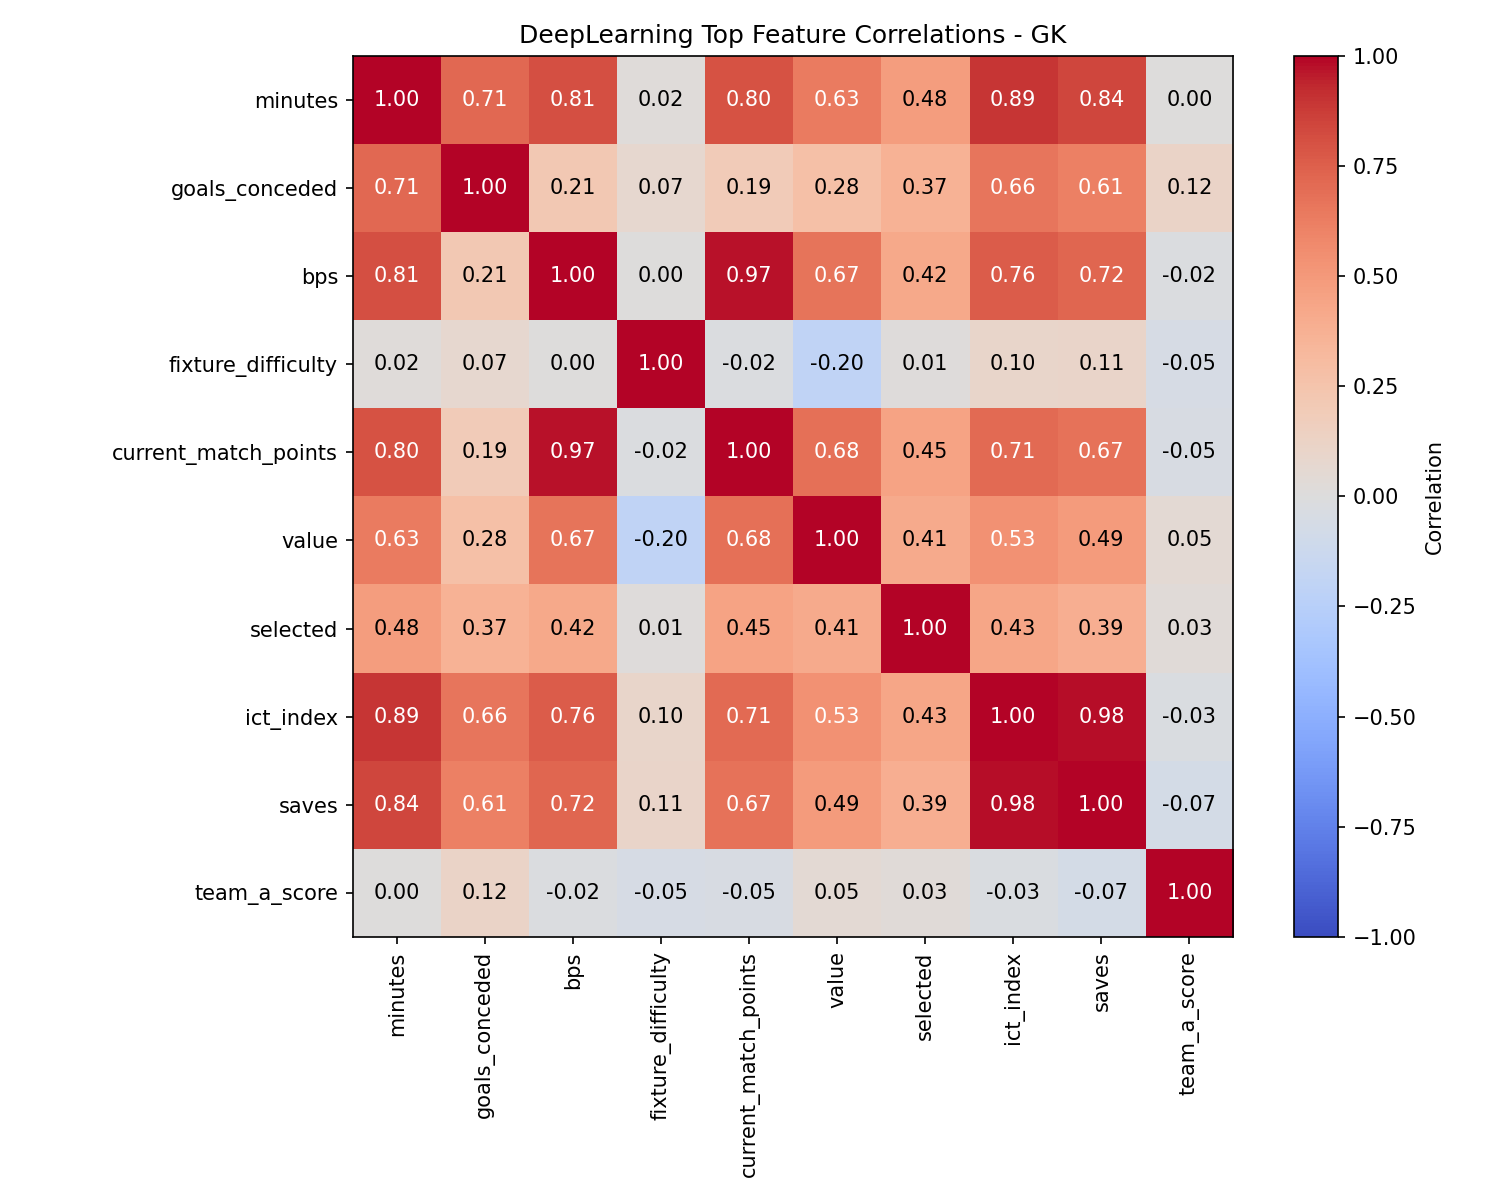 DeepLearning Top Feature Correlations - GK
minutes 1.00 0.71 0.81 0.02 0.80 0.63 0.48 0.89 0.84 0.00
goals_conceded 0.71 1.00 0.21 0.07 0.19 0.28 0.37 0.66 0.61 0.12
bps 0.81 0.21 1.00 0.00 0.97 0.67 0.42 0.76 0.72 -0.02
fixture_difficulty 0.02 0.07 0.00 1.00 -0.02 -0.20 0.01 0.10 0.11 -0.05
current_match_points 0.80 0.19 0.97 -0.02 1.00 0.68 0.45 0.71 0.67 -0.05
value 0.63 0.28 0.67 -0.20 0.68 1.00 0.41 0.53 0.49 0.05
selected 0.48 0.37 0.42 0.01 0.45 0.41 1.00 0.43 0.39 0.03
ict_index 0.89 0.66 0.76 0.10 0.71 0.53 0.43 1.00 0.98 -0.03
saves 0.84 0.61 0.72 0.11 0.67 0.49 0.39 0.98 1.00 -0.07
team_a_score 0.00 0.12 -0.02 -0.05 -0.05 0.05 0.03 -0.03 -0.07 1.00
minutes
goals_conceded
bps
fixture_difficulty
current_match_points
value
selected
ict_index
saves
team_a_score
1.00
0.75
0.50
0.25
0.00
−0.25
−0.50
−0.75
−1.00
Correlation